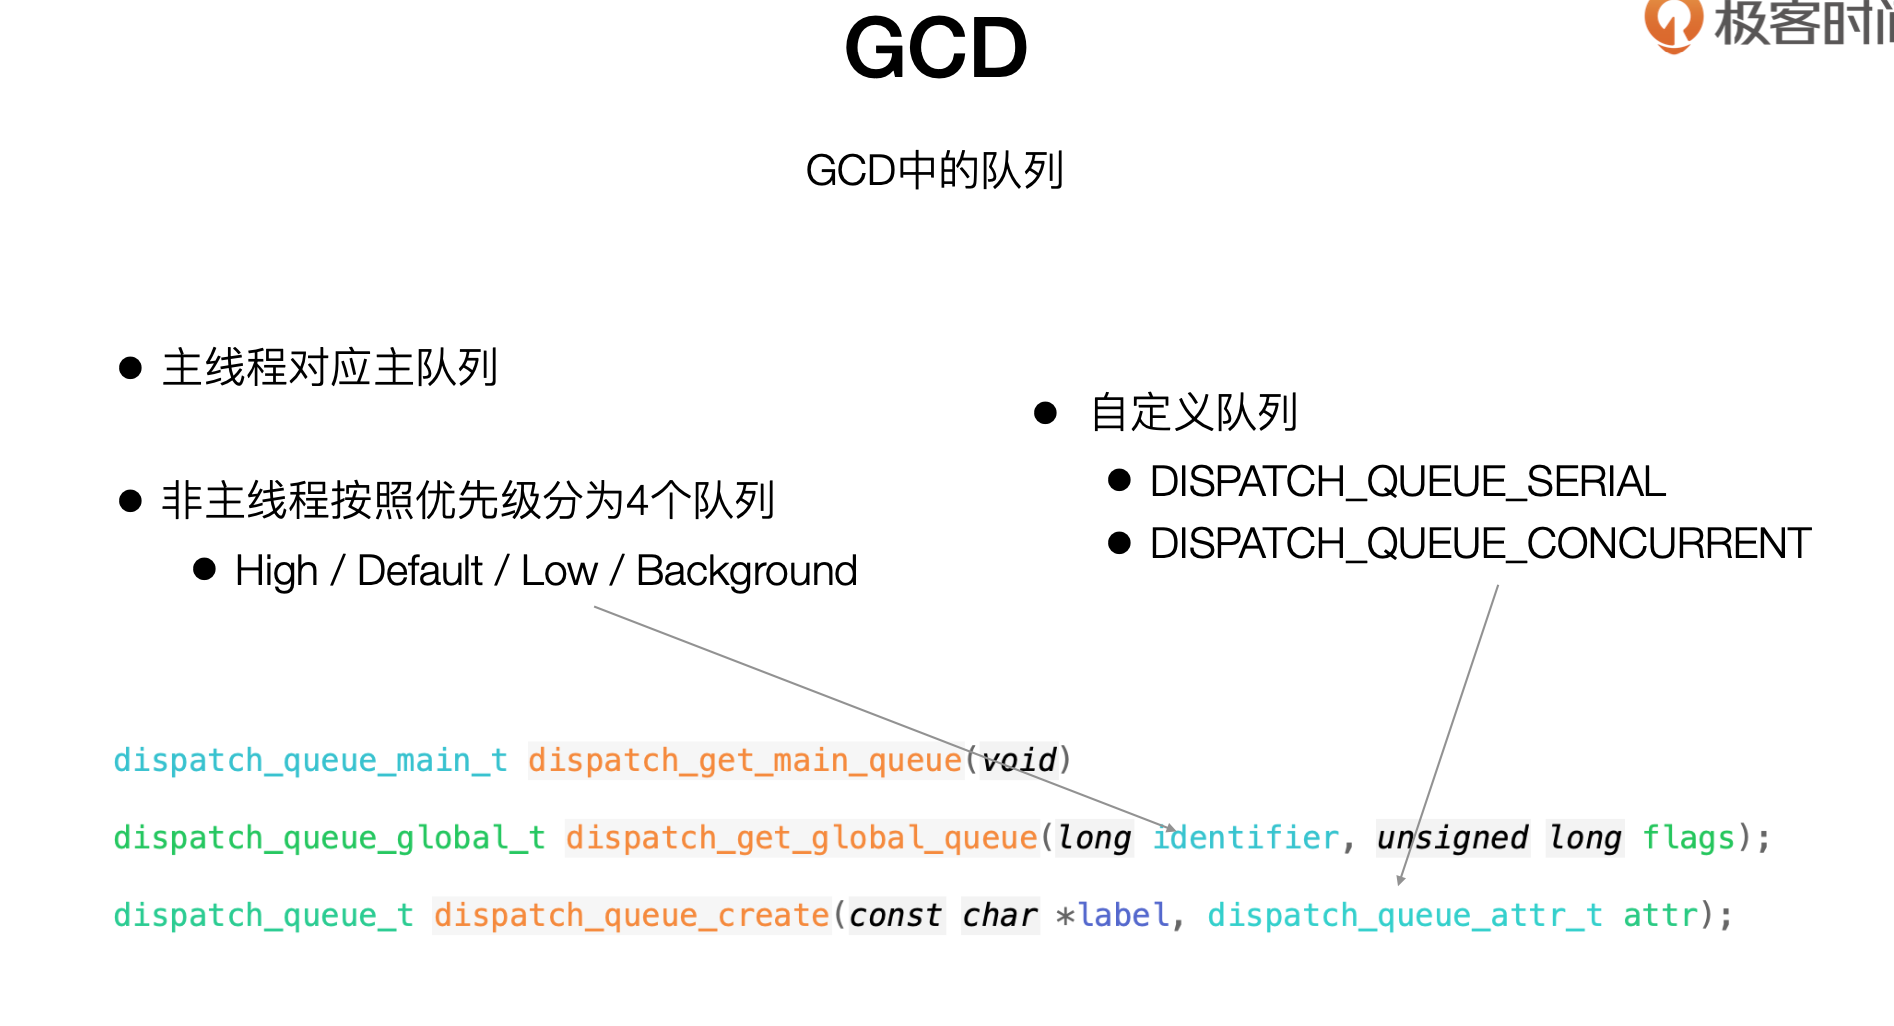 极客时间
GCD
GCD中的队列
主线程对应主队列
非主线程按照优先级分为4个队列
High / Default / Low / Background
自定义队列
DISPATCH_QUEUE_SERIAL
DISPATCH_QUEUE_CONCURRENT
dispatch_queue_main_t dispatch_get_main_queue(void)
dispatch_queue_global_t dispatch_get_global_queue(long identifier, unsigned long flags);
dispatch_queue_t dispatch_queue_create(const char *label, dispatch_queue_attr_t attr);